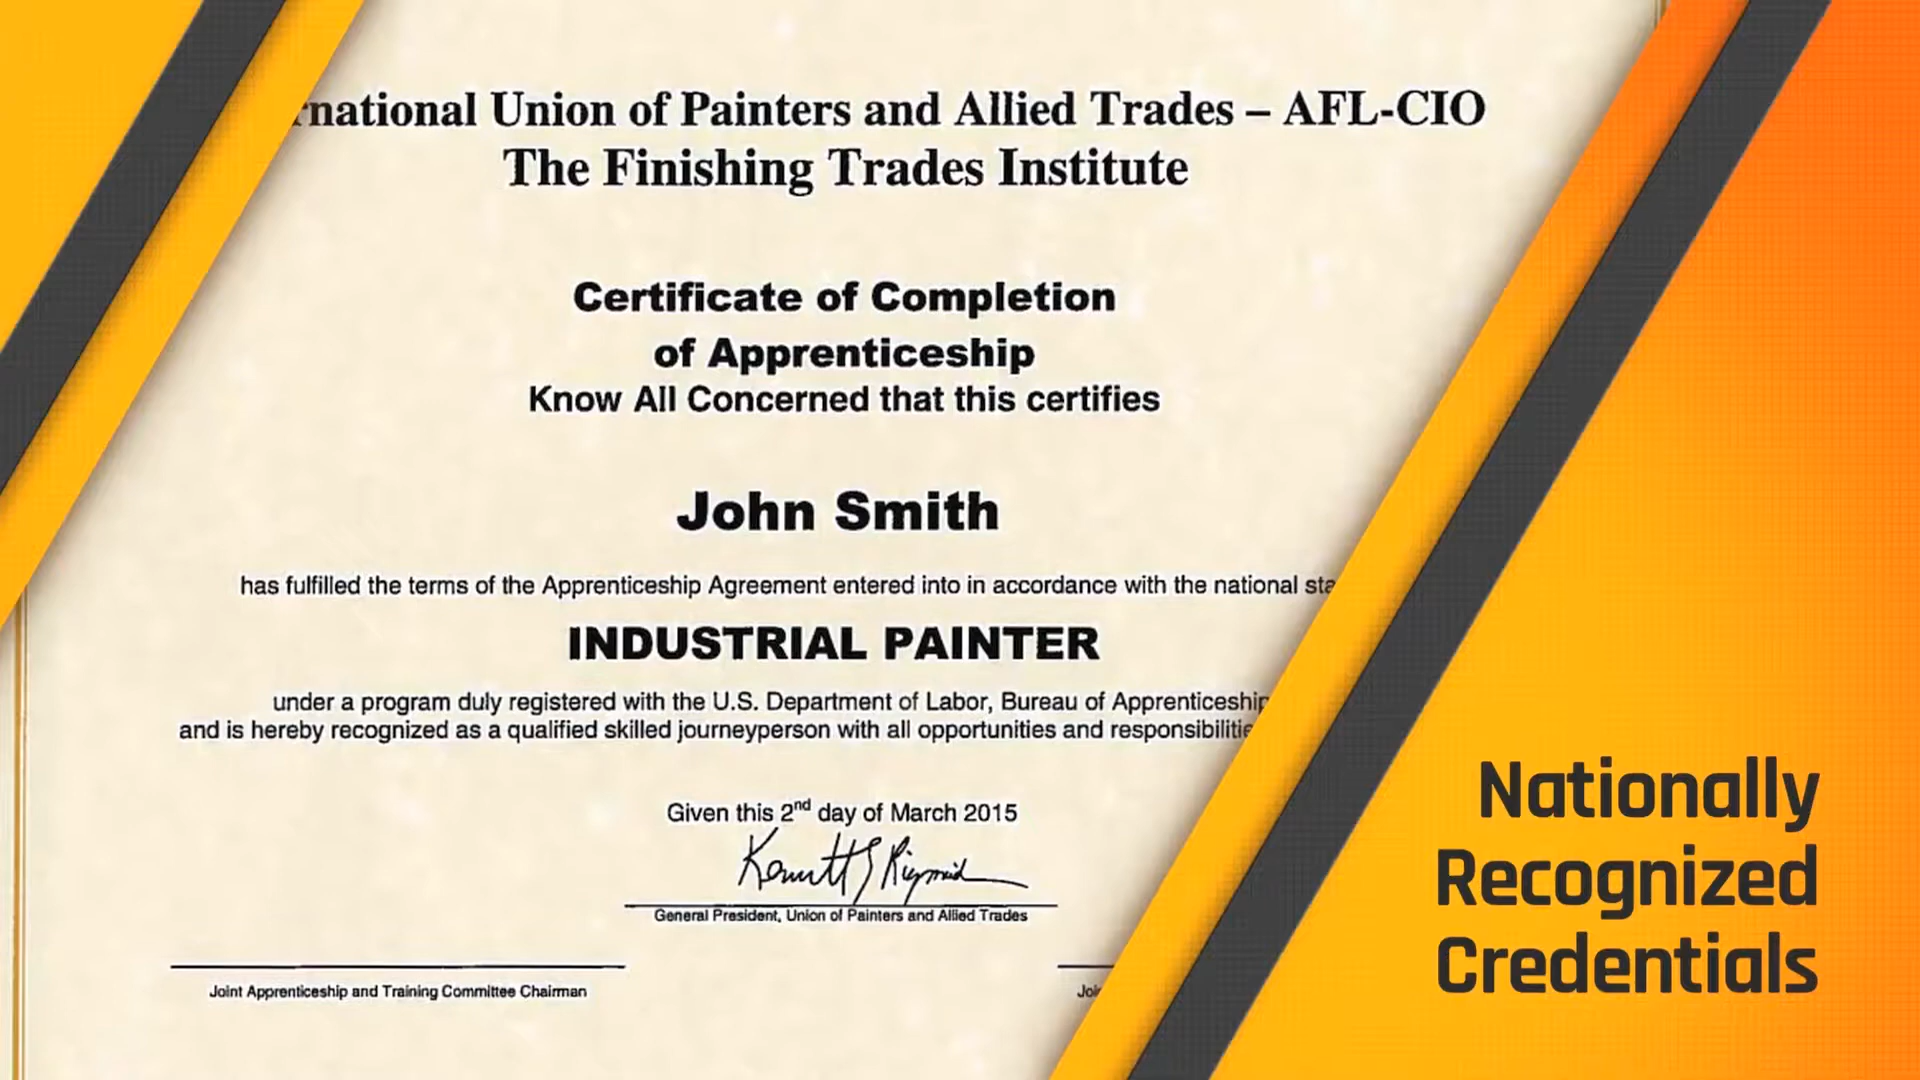 rnational Union of Painters and Allied Trades – AFL-CIO
The Finishing Trades Institute
Certificate of Completion
of Apprenticeship
Know All Concerned that this certifies
John Smith
has fulfilled the terms of the Apprenticeship Agreement entered into in accordance with the national sta
INDUSTRIAL PAINTER
under a program duly registered with the U.S. Department of Labor, Bureau of Apprenticeship
and is hereby recognized as a qualified skilled journeyperson with all opportunities and responsibilitie
Given this 2nd day of March 2015
General President, Union of Painters and Allied Trades
Joint Apprenticeship and Training Committee Chairman
Nationally
Recognized
Credentials